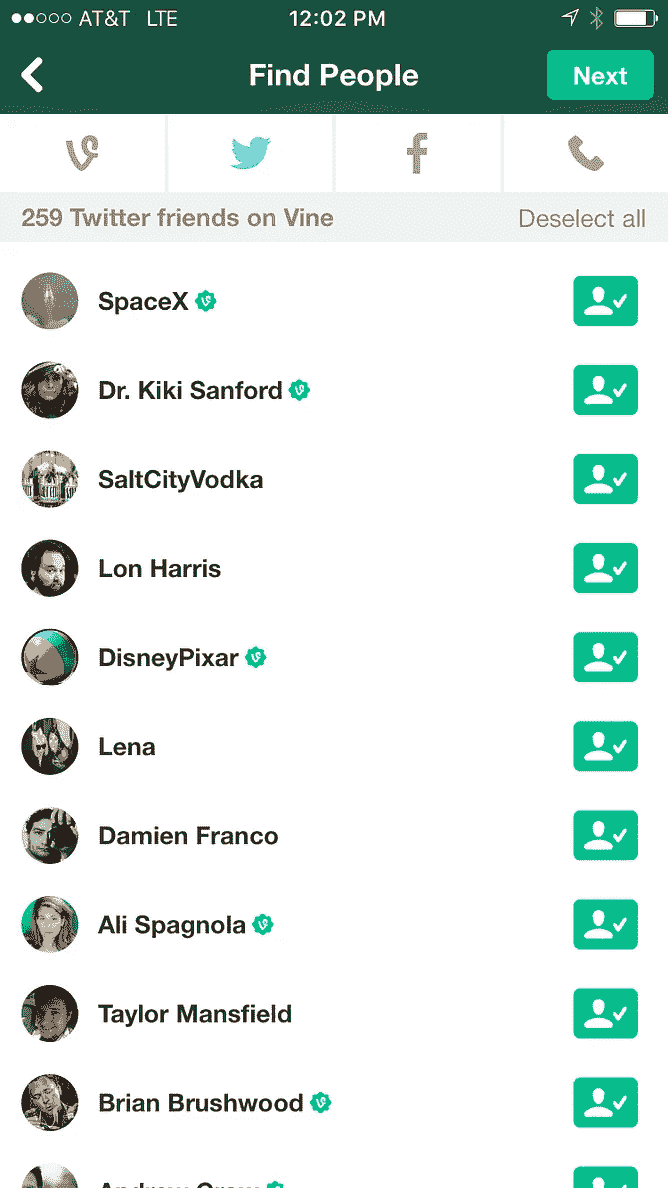 AT&T LTE 12:02 PM
Find People Next
259 Twitter friends on Vine Deselect all
SpaceX
Dr. Kiki Sanford
SaltCityVodka
Lon Harris
DisneyPixar
Lena
Damien Franco
Ali Spagnola
Taylor Mansfield
Brian Brushwood